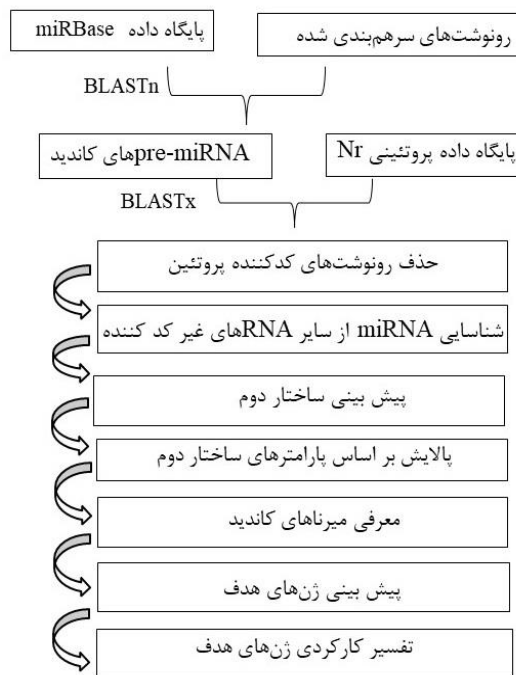 پایگاه داده miRBase
رونوشت‌های سرهم‌بندی شده
BLASTn
pre-miRNAهای کاندید
پایگاه داده پروتئینی Nr
BLASTx
حذف رونوشت‌های کدکننده پروتئین
شناسایی miRNA از سایر RNAهای غیر کد کننده
پیش بینی ساختار دوم
پالایش بر اساس پارامترهای ساختار دوم
معرفی میرناهای کاندید
پیش بینی ژن‌های هدف
تفسیر کارکردی ژن‌های هدف